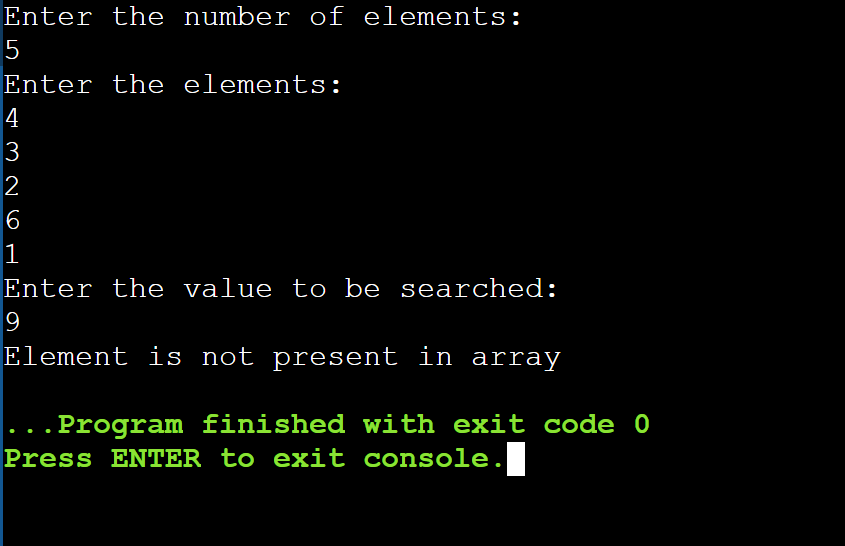 Enter the number of elements:
5
Enter the elements:
4
3
2
6
1
Enter the value to be searched:
9
Element is not present in array
...Program finished with exit code 0
Press ENTER to exit console.